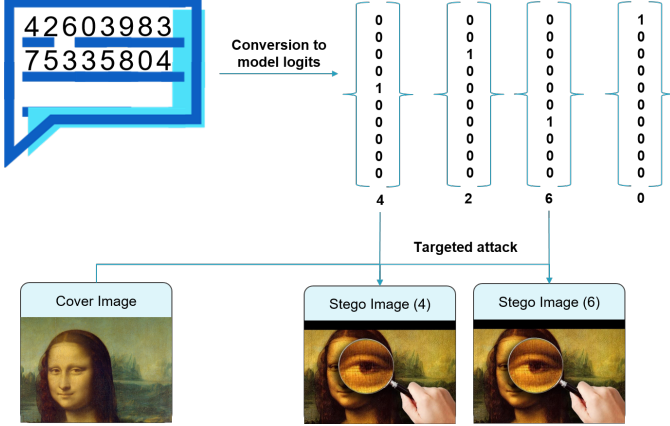 42603983
75335804
Conversion to
model logits
0 0 0 1
0 0 0 0
0 1 0 0
0 0 0 0
1 0 0 0
0 0 0 0
0 0 1 0
0 0 0 0
0 0 0 0
0 0 0 0
4 2 6 0
Targeted attack
Cover Image
Stego Image (4)
Stego Image (6)